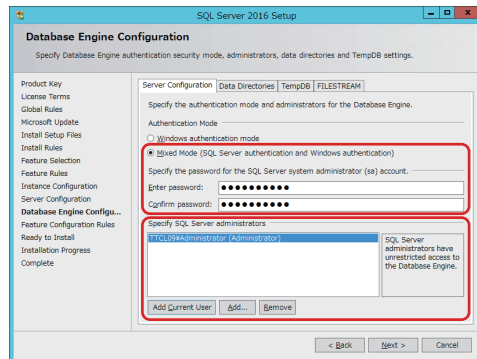 SQL Server 2016 Setup
Database Engine Configuration
Specify Database Engine authentication security mode, administrators, data directories and TempDB settings.
Product Key
License Terms
Global Rules
Microsoft Update
Install Setup Files
Install Rules
Feature Selection
Feature Rules
Instance Configuration
Server Configuration
Database Engine Configu...
Feature Configuration Rules
Ready to Install
Installation Progress
Complete
Server Configuration Data Directories TempDB FILESTREAM
Specify the authentication mode and administrators for the Database Engine.
Authentication Mode
Windows authentication mode
Mixed Mode (SQL Server authentication and Windows authentication)
Specify the password for the SQL Server system administrator (sa) account.
Enter password: ●●●●●●●●●●
Confirm password: ●●●●●●●●●●
Specify SQL Server administrators
TTCL09¥Administrator (Administrator)
SQL Server
administrators have
unrestricted access to
the Database Engine.
Add Current User Add... Remove
< Back Next > Cancel